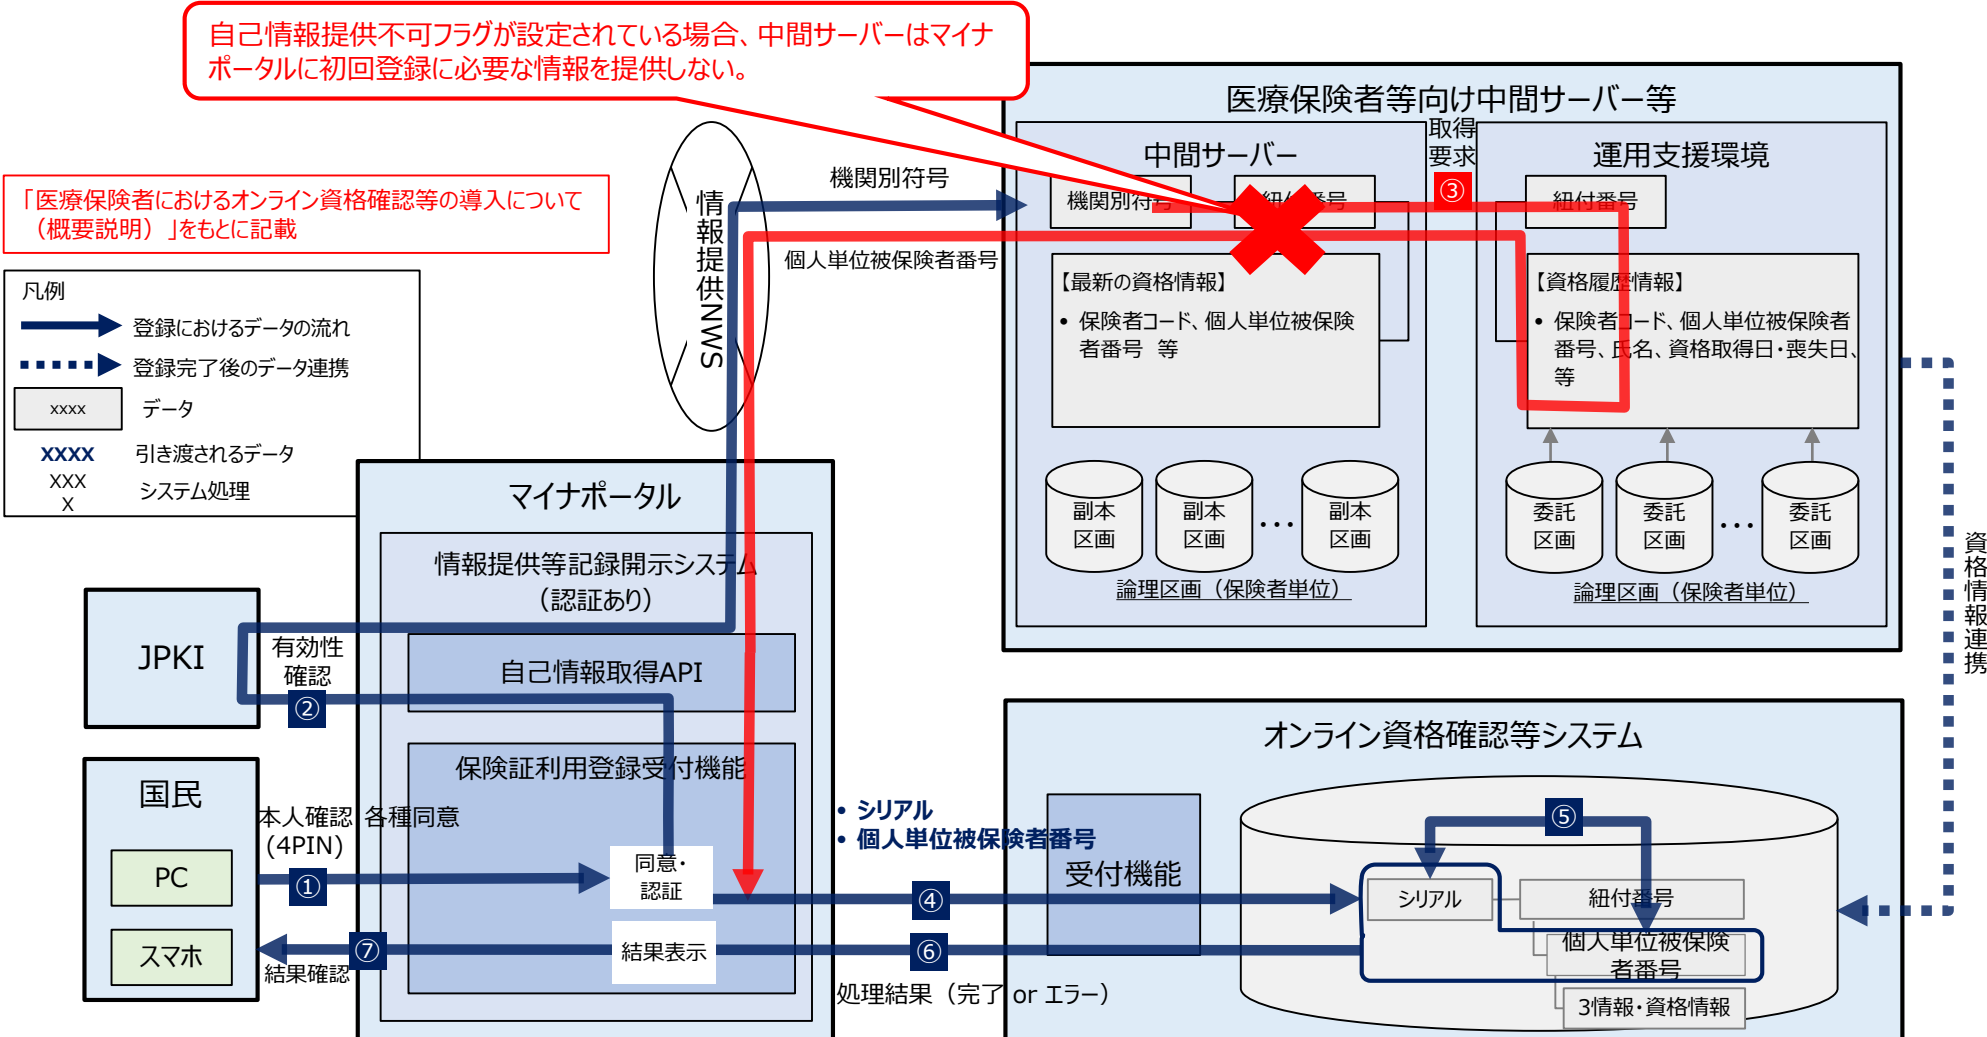 自己情報提供不可フラグが設定されている場合、中間サーバーはマイナ
ポータルに初回登録に必要な情報を提供しない。
「医療保険者におけるオンライン資格確認等の導入について
（概要説明）」をもとに記載
凡例
登録におけるデータの流れ
登録完了後のデータ連携
xxxx
データ
XXXX
引き渡されるデータ
XXX
X
システム処理
情報提供NWS
機関別符号
個人単位被保険者番号
医療保険者等向け中間サーバー等
取得
要求
③
中間サーバー
機関別符号
紐付番号
【最新の資格情報】
• 保険者コード、個人単位被保険
者番号 等
副本
区画
副本
区画
…
副本
区画
論理区画（保険者単位）
運用支援環境
紐付番号
【資格履歴情報】
• 保険者コード、個人単位被保険者
番号、氏名、資格取得日・喪失日、
等
委託
区画
委託
区画
…
委託
区画
論理区画（保険者単位）
資格情報連携
マイナポータル
情報提供等記録開示システム
（認証あり）
自己情報取得API
保険証利用登録受付機能
同意・
認証
結果表示
JPKI
有効性
確認
②
国民
PC
スマホ
本人確認 各種同意
(4PIN)
①
⑦
結果確認
• シリアル
• 個人単位被保険者番号
④
⑥
処理結果（完了 or エラー）
オンライン資格確認等システム
受付機能
⑤
シリアル
紐付番号
個人単位被保険
者番号
3情報・資格情報